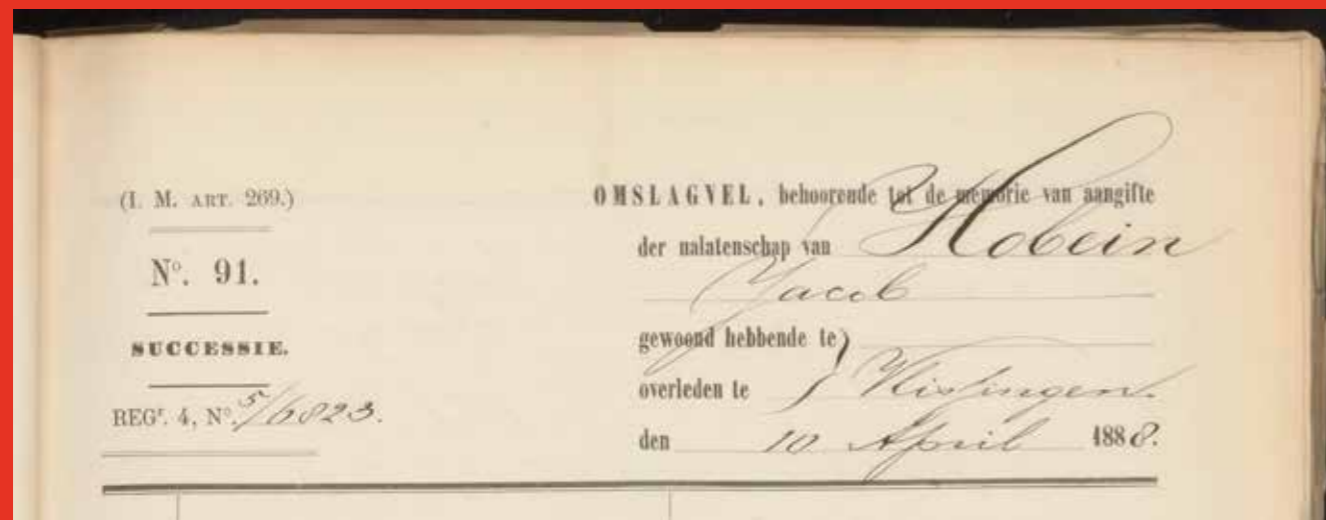 (I. M. ART. 269.)
N°. 91.
SUCCESSIE.
REGr. 4, N°. 5/6823.
OMSLAGVEL, behoorende tot de memorie van aangifte
der nalatenschap van Hobein
Jacob
gewoond hebbende te }
overleden te } Vlissingen.
den 10 April 1888.